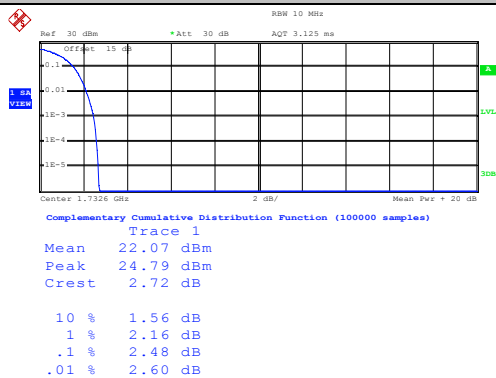 RBW 10 MHz
Ref 30 dBm *Att 30 dB AQT 3.125 ms
Offset 15 dB
0.1
A
0.01
1 SA
VIEW
1E-3
LVL
1E-4
1E-5
3DB
Center 1.7326 GHz 2 dB/ Mean Pwr + 20 dB
Complementary Cumulative Distribution Function (100000 samples)
Trace 1
Mean 22.07 dBm
Peak 24.79 dBm
Crest 2.72 dB
10 % 1.56 dB
1 % 2.16 dB
.1 % 2.48 dB
.01 % 2.60 dB